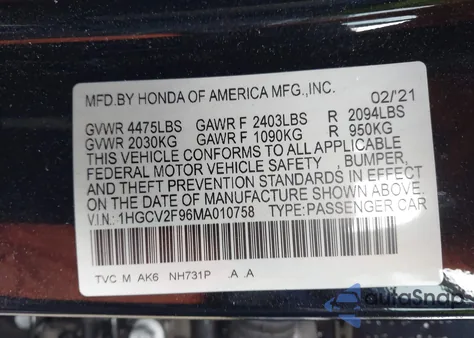 MFD.BY HONDA OF AMERICA MFG.,INC.
02/'21
GVWR 4475LBS GAWR F 2403LBS R 2094LBS
GVWR 2030KG GAWR F 1090KG R 950KG
THIS VEHICLE CONFORMS TO ALL APPLICABLE
FEDERAL MOTOR VEHICLE SAFETY , BUMPER,
AND THEFT PREVENTION STANDARDS IN EFFECT
ON THE DATE OF MANUFACTURE SHOWN ABOVE.
V.I.N: 1HGCV2F96MA010758 TYPE:PASSENGER CAR
TVC M AK6 NH731P .A .A
autoSnap